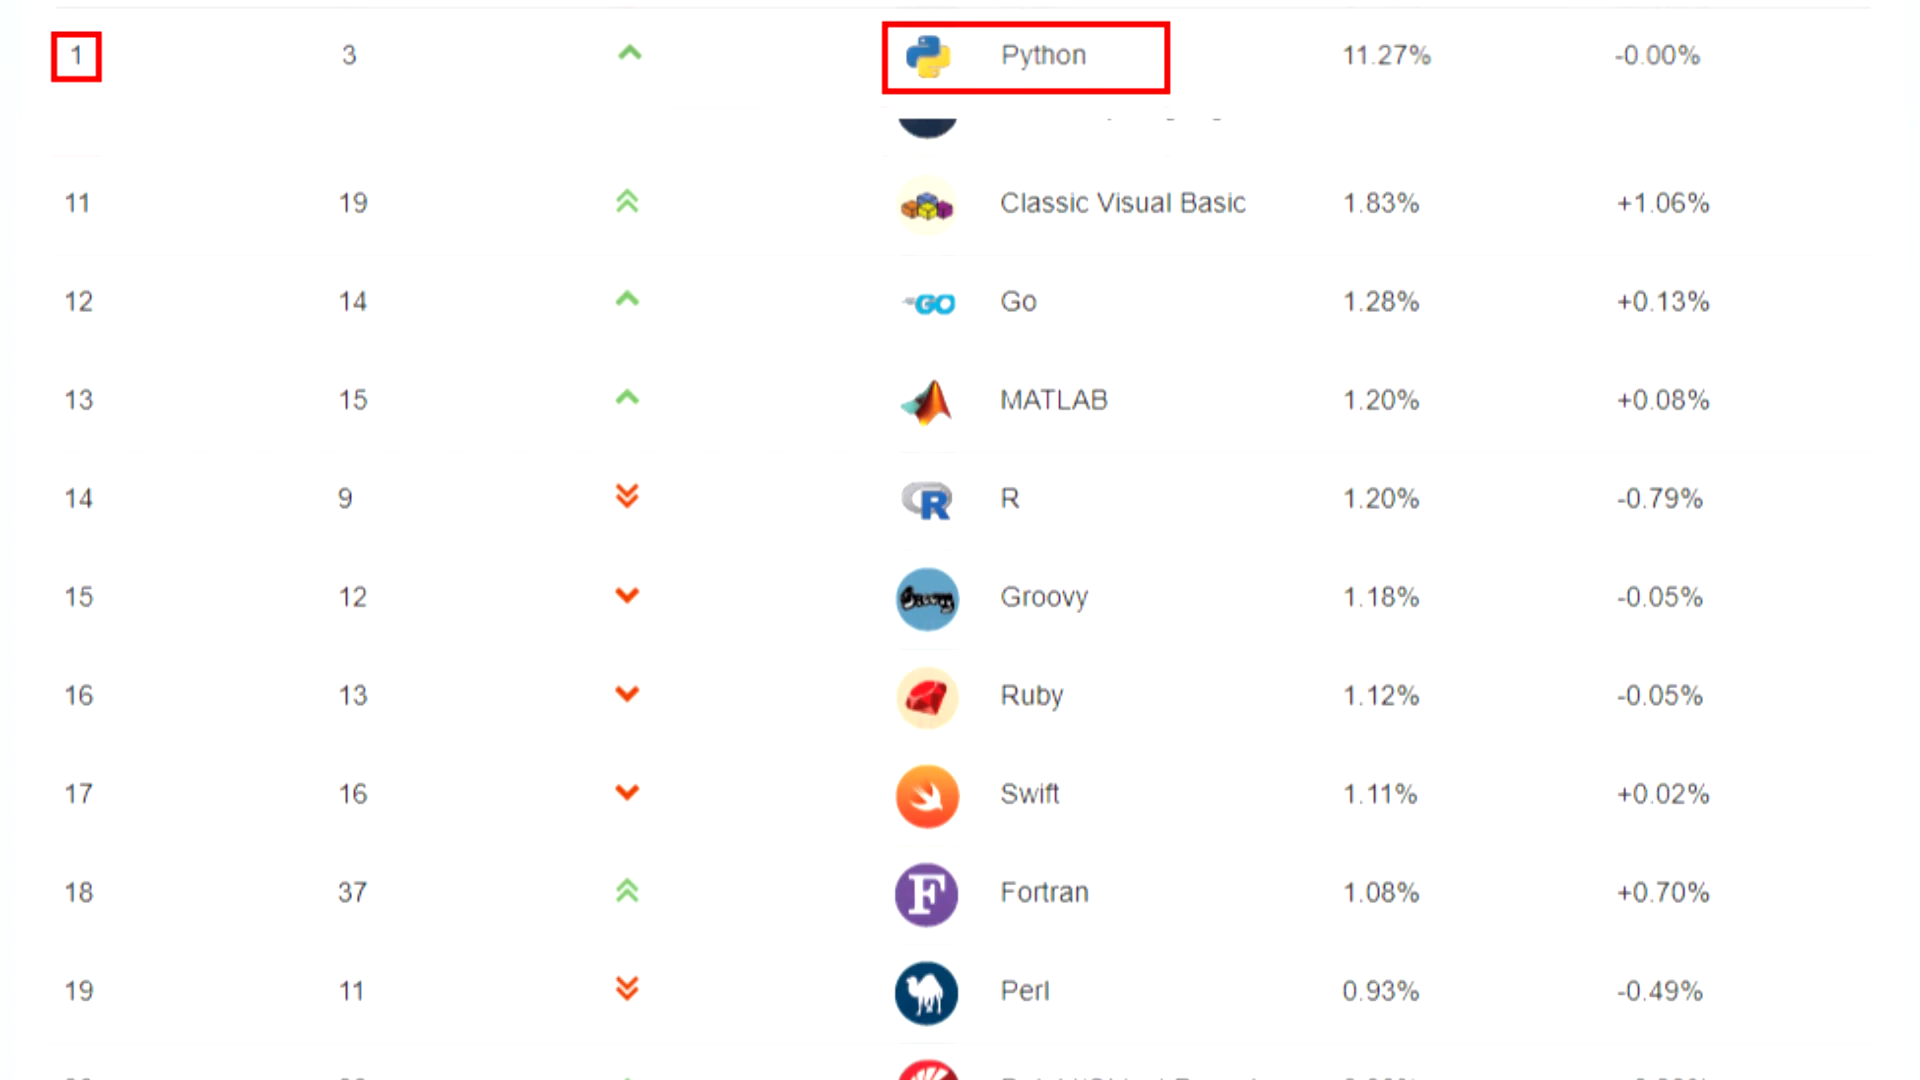 1 3 Python 11.27% -0.00%
11 19 Classic Visual Basic 1.83% +1.06%
12 14 GO Go 1.28% +0.13%
13 15 MATLAB 1.20% +0.08%
14 9 R R 1.20% -0.79%
15 12 Groovy 1.18% -0.05%
16 13 Ruby 1.12% -0.05%
17 16 Swift 1.11% +0.02%
18 37 F Fortran 1.08% +0.70%
19 11 Perl 0.93% -0.49%